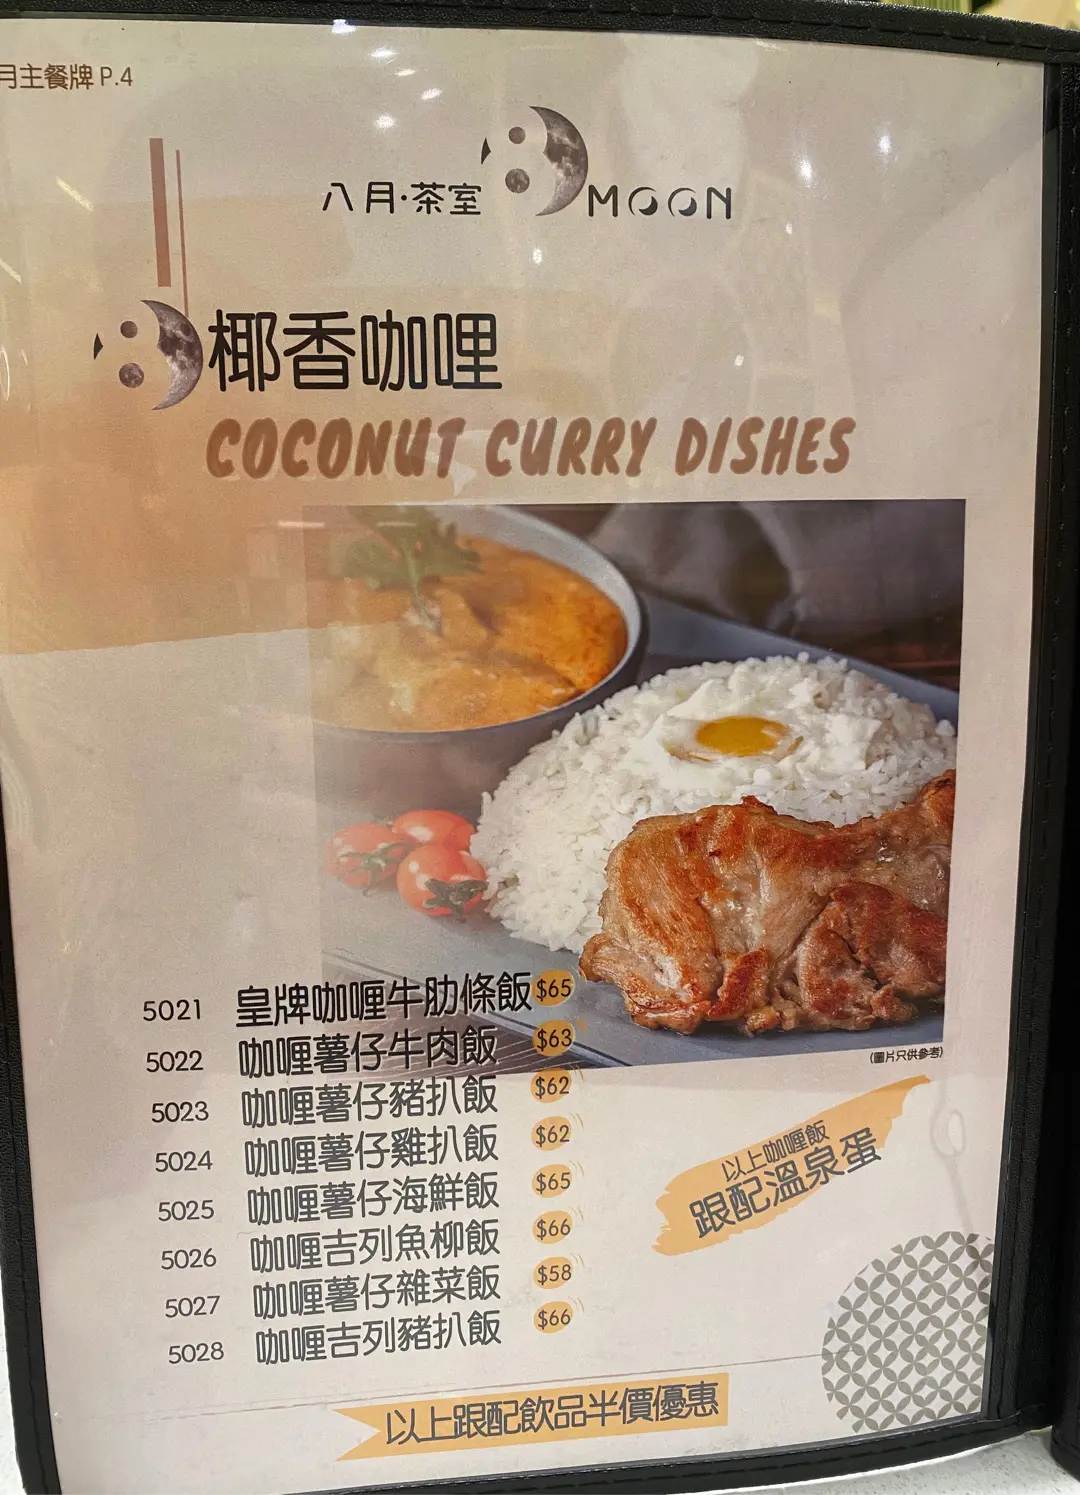 月主餐牌 P.4
八月·茶室 8 MOON
8 椰香咖哩
COCONUT CURRY DISHES
5021 皇牌咖喱牛肋條飯 $65
5022 咖喱薯仔牛肉飯 $63
5023 咖喱薯仔豬扒飯 $62
5024 咖喱薯仔雞扒飯 $62
5025 咖喱薯仔海鮮飯 $65
5026 咖喱吉列魚柳飯 $66
5027 咖喱薯仔雜菜飯 $58
5028 咖喱吉列豬扒飯 $66
(圖片只供參考)
以上咖喱飯
跟配溫泉蛋
以上跟配飲品半價優惠